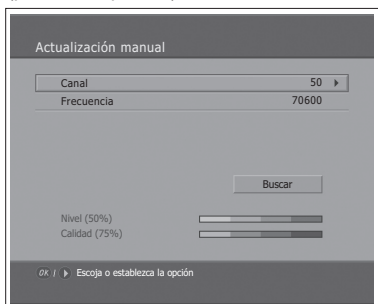 Actualización manual
Canal 50
Frecuencia 70600
Buscar
Nivel (50%)
Calidad (75%)
OK / Escoja o establezca la opción